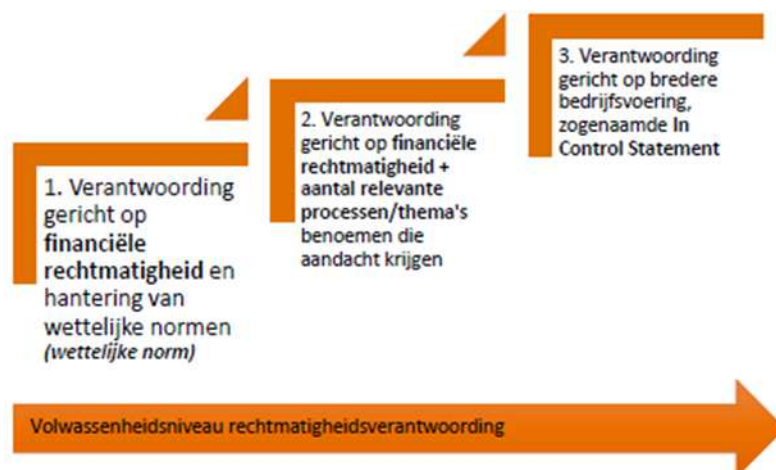 1. Verantwoording
gericht op
financiële
rechtmatigheid en
hantering van
wettelijke normen
(wettelijke norm)
2. Verantwoording
gericht op financiële
rechtmatigheid +
aantal relevante
processen/thema's
benoemen die
aandacht krijgen
3. Verantwoording
gericht op bredere
bedrijfsvoering,
zogenaamde In
Control Statement
Volwassenheidsniveau rechtmatigheidsverantwoording